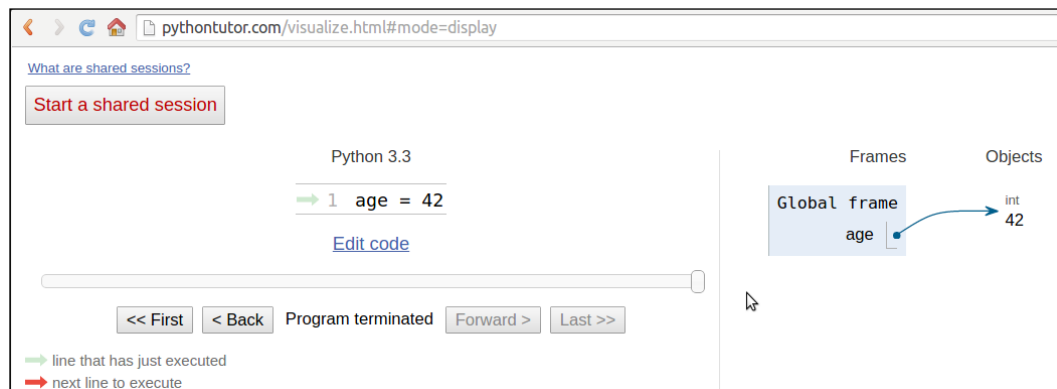 pythontutor.com/visualize.html#mode=display
What are shared sessions?
Start a shared session
Python 3.3
1 age = 42
Edit code
<< First
< Back
Program terminated
Forward >
Last >>
line that has just executed
next line to execute
Frames
Objects
Global frame
age
int
42